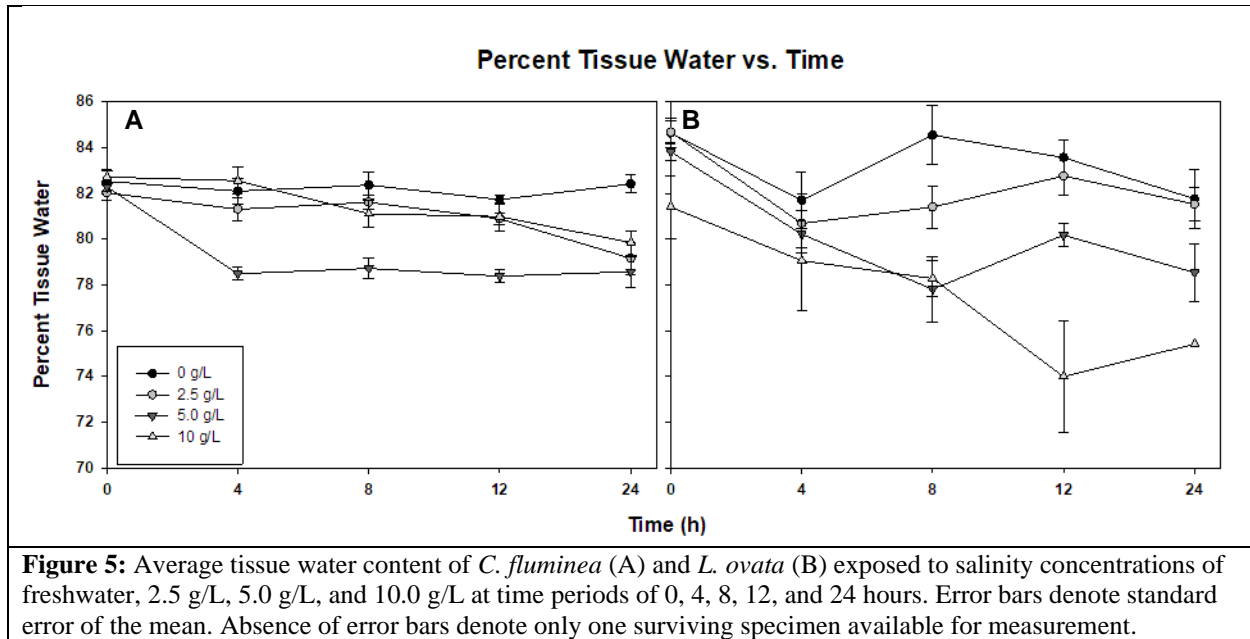 Percent Tissue Water vs. Time
A
B
Percent Tissue Water
86
84
82
80
78
76
74
72
70
0 g/L
2.5 g/L
5.0 g/L
10 g/L
0 4 8 12 24
0 4 8 12 24
Time (h)
Figure 5: Average tissue water content of C. fluminea (A) and L. ovata (B) exposed to salinity concentrations of
freshwater, 2.5 g/L, 5.0 g/L, and 10.0 g/L at time periods of 0, 4, 8, 12, and 24 hours. Error bars denote standard
error of the mean. Absence of error bars denote only one surviving specimen available for measurement.